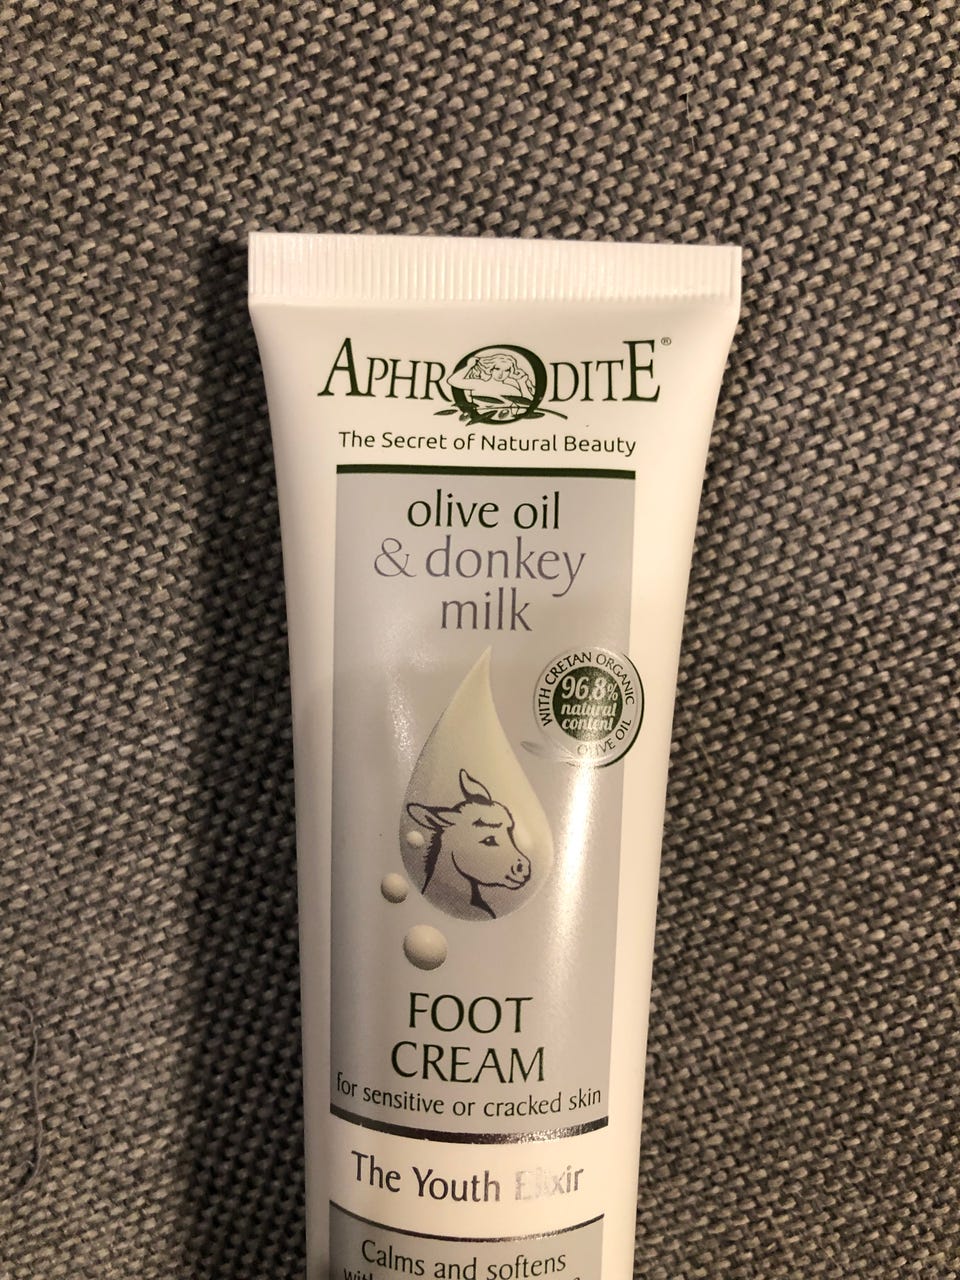 APHRODITE®
The Secret of Natural Beauty
olive oil
& donkey
milk
WITH CRETAN ORGANIC
OLIVE OIL
96,8%
natural
content
FOOT
CREAM
for sensitive or cracked skin
The Youth Elixir
Calms and softens